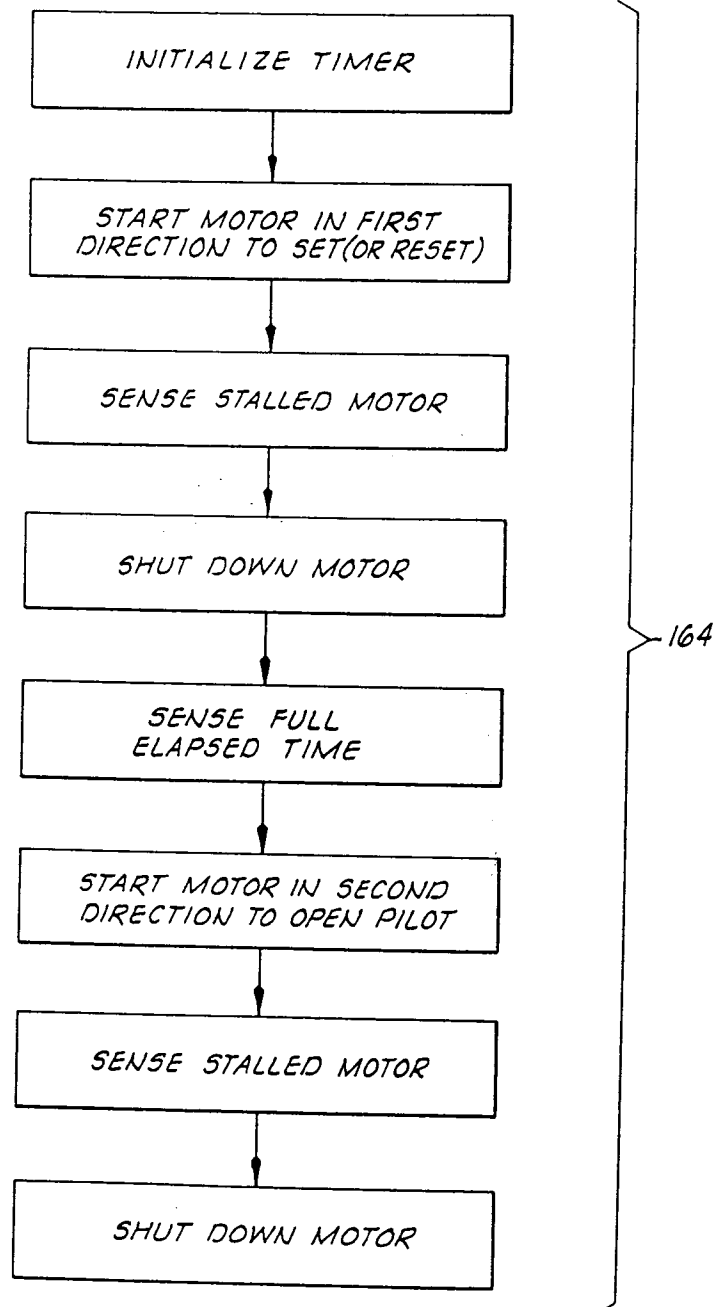 INITIALIZE TIMER
START MOTOR IN FIRST
DIRECTION TO SET(OR RESET)
SENSE STALLED MOTOR
SHUT DOWN MOTOR
164
SENSE FULL
ELAPSED TIME
START MOTOR IN SECOND
DIRECTION TO OPEN PILOT
SENSE STALLED MOTOR
SHUT DOWN MOTOR